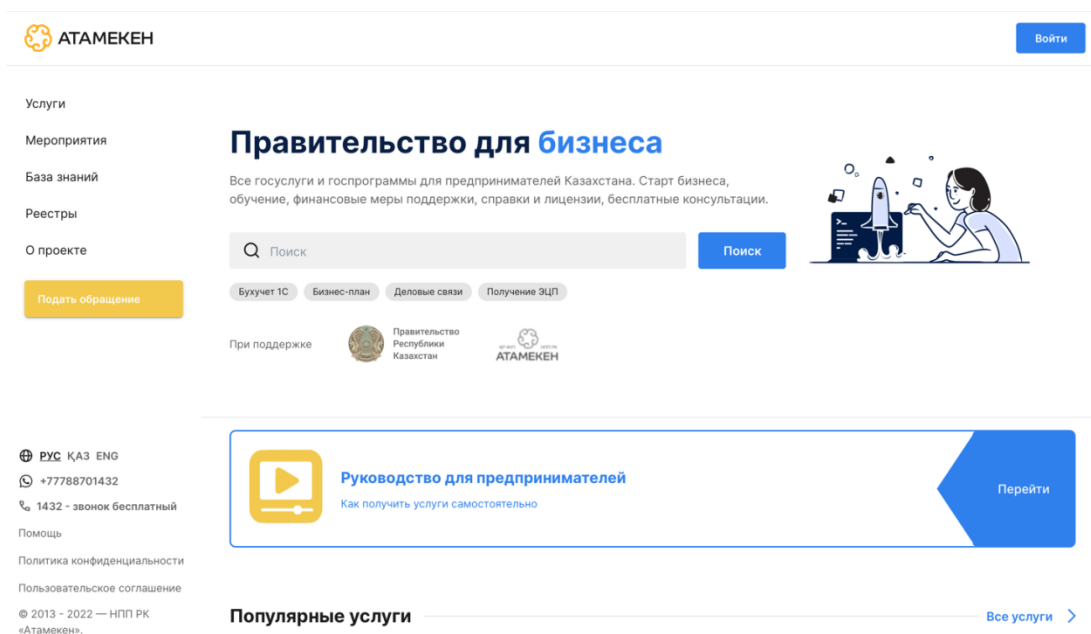 АТАМЕКЕН
Войти
Услуги
Мероприятия
База знаний
Реестры
О проекте
Подать обращение
Правительство для бизнеса
Все госуслуги и госпрограммы для предпринимателей Казахстана. Старт бизнеса,
обучение, финансовые меры поддержки, справки и лицензии, бесплатные консультации.
Поиск
Поиск
Бухучет 1С
Бизнес-план
Деловые связи
Получение ЭЦП
При поддержке
Правительство
Республики
Казахстан
АТАМЕКЕН
РУС ҚАЗ ENG
+77788701432
1432 - звонок бесплатный
Помощь
Политика конфиденциальности
Пользовательское соглашение
© 2013 - 2022 — НПП РК
«Атамекен».
Руководство для предпринимателей
Как получить услуги самостоятельно
Перейти
Популярные услуги
Все услуги